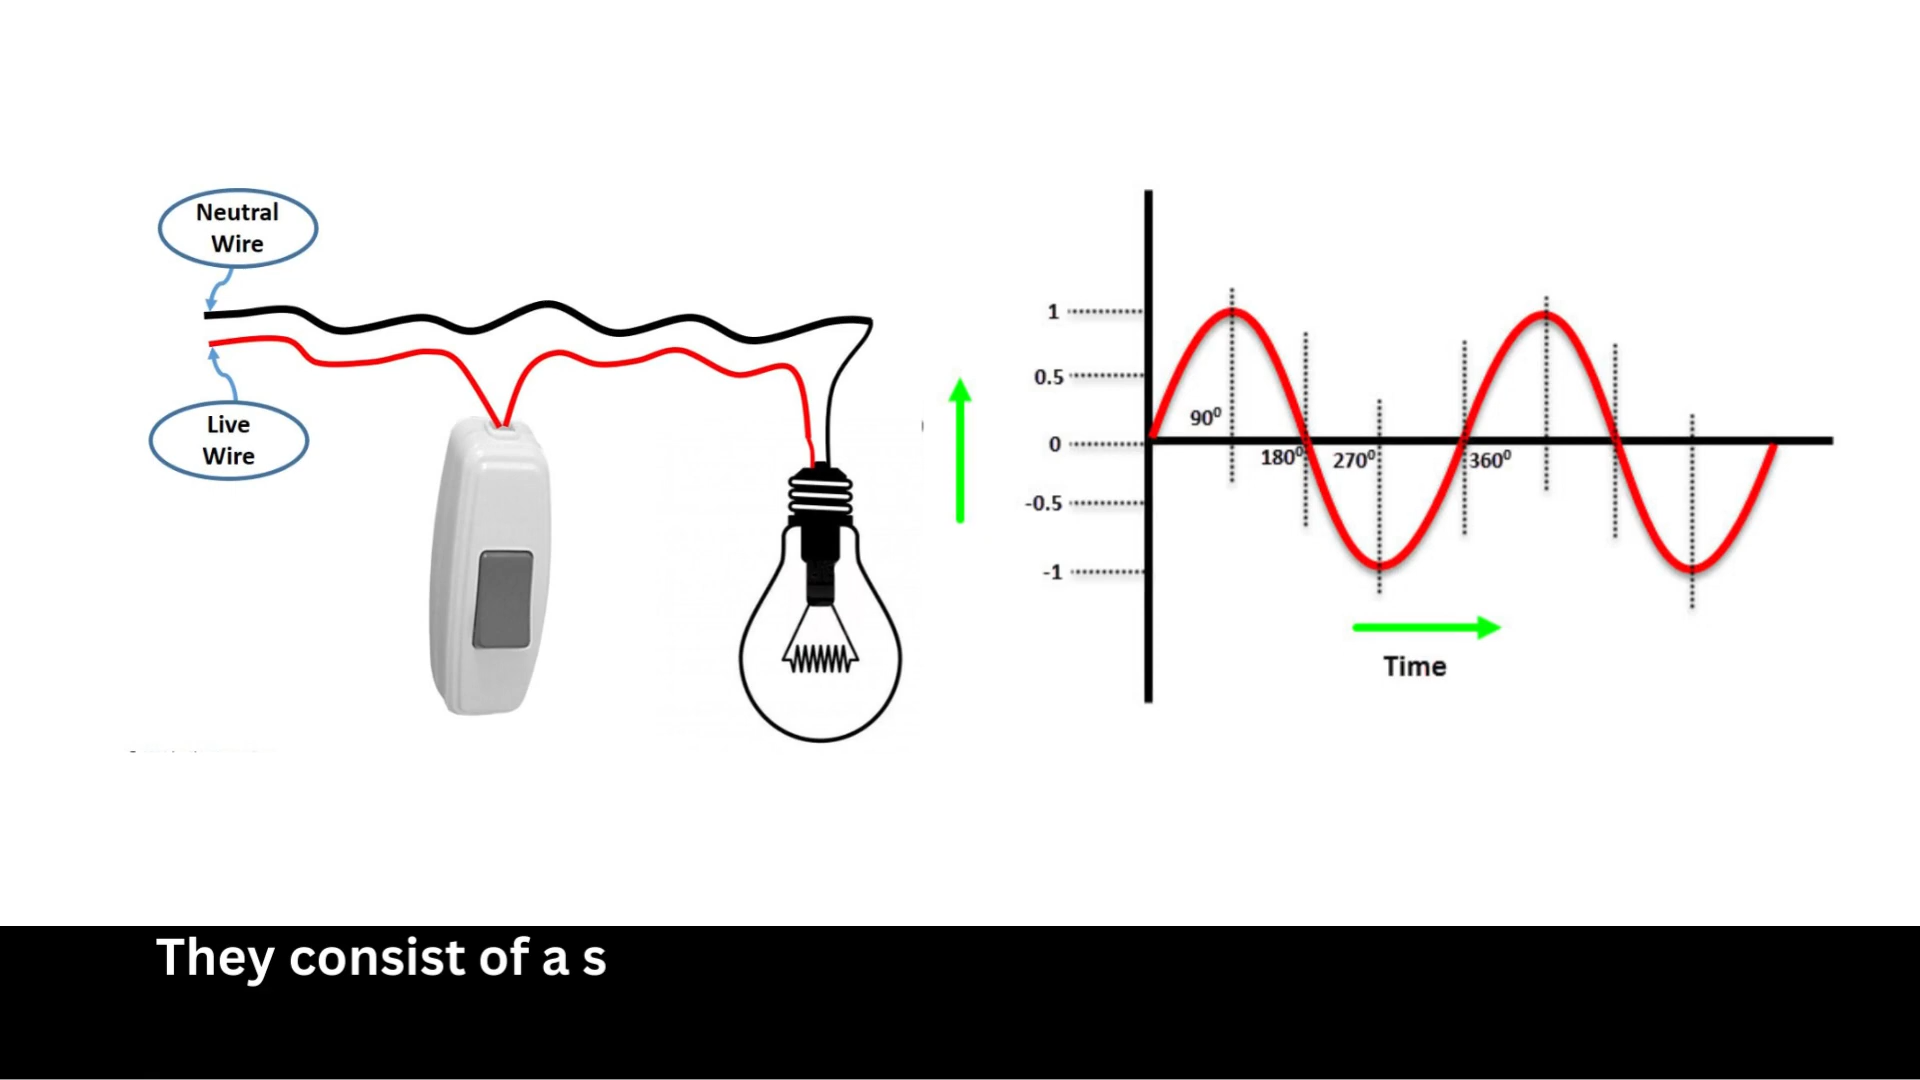 Neutral
Wire
Live
Wire
1
0.5
0
-0.5
-1
90⁰
180⁰
270⁰
360⁰
Time
They consist of a s